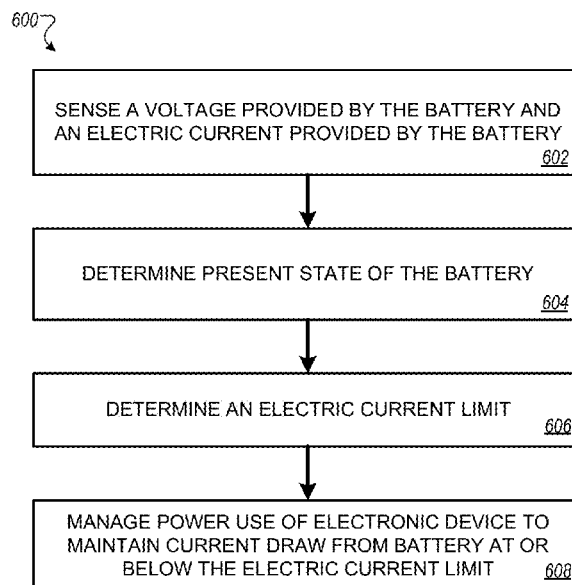 600
SENSE A VOLTAGE PROVIDED BY THE BATTERY AND
AN ELECTRIC CURRENT PROVIDED BY THE BATTERY
602
DETERMINE PRESENT STATE OF THE BATTERY
604
DETERMINE AN ELECTRIC CURRENT LIMIT
606
MANAGE POWER USE OF ELECTRONIC DEVICE TO
MAINTAIN CURRENT DRAW FROM BATTERY AT OR
BELOW THE ELECTRIC CURRENT LIMIT
608